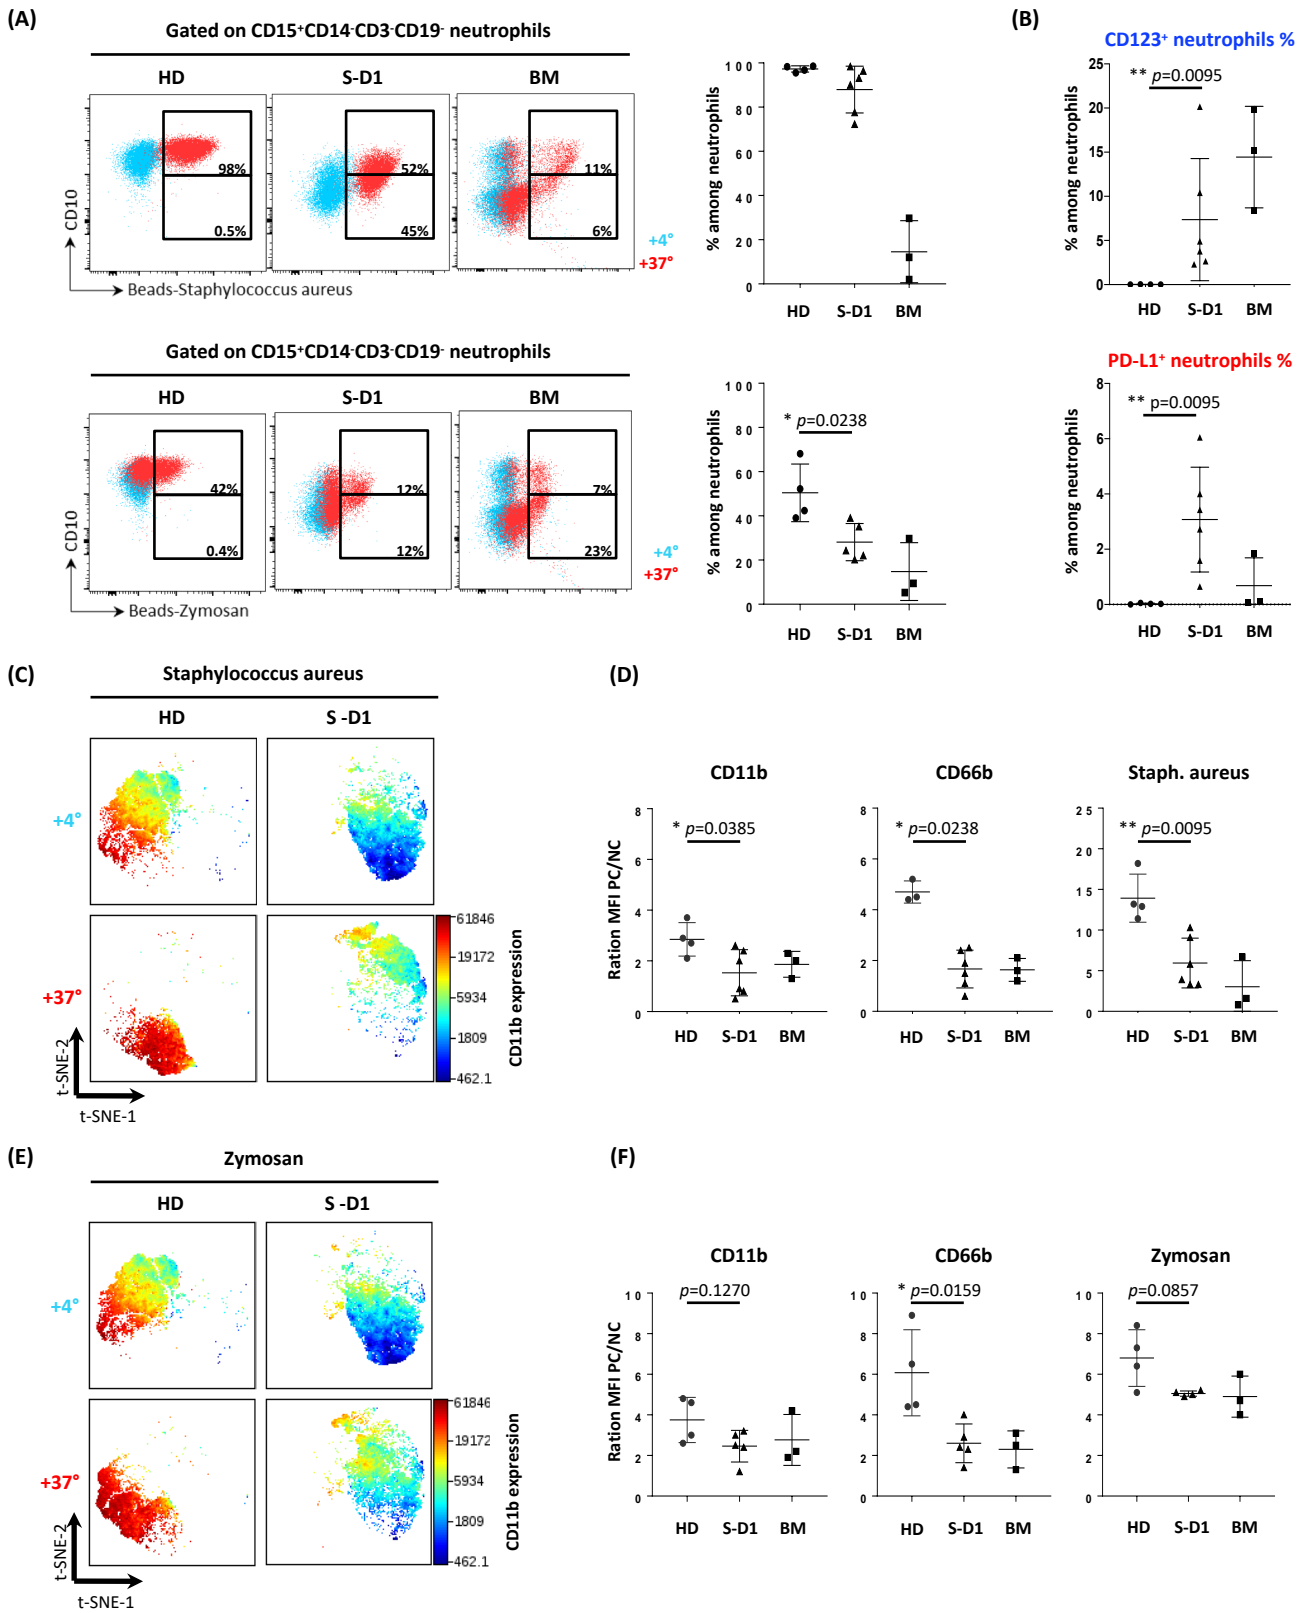 (A)
Gated on CD15⁺CD14⁻CD3⁻CD19⁻ neutrophils
HD S-D1 BM
98% 52% 11%
0.5% 45% 6%
+4°
+37°
CD10
Beads-Staphylococcus aureus
% among neutrophils
100
80
60
40
20
0
HD S-D1 BM
Gated on CD15⁺CD14⁻CD3⁻CD19⁻ neutrophils
HD S-D1 BM
42% 12% 7%
0.4% 12% 23%
+4°
+37°
CD10
Beads-Zymosan
% among neutrophils
100
80
60
40
20
0
* p=0.0238
HD S-D1 BM
(B)
CD123⁺ neutrophils %
% among neutrophils
25
20
15
10
5
0
** p=0.0095
HD S-D1 BM
PD-L1⁺ neutrophils %
% among neutrophils
8
6
4
2
0
** p=0.0095
HD S-D1 BM
(C)
Staphylococcus aureus
HD S -D1
+4°
+37°
t-SNE-2
t-SNE-1
61846
19172
5934
1809
462.1
CD11b expression
(D)
CD11b
Ration MFI PC/NC
8
6
4
2
0
* p=0.0385
HD S-D1 BM
CD66b
8
6
4
2
0
* p=0.0238
HD S-D1 BM
Staph. aureus
25
20
15
10
5
0
** p=0.0095
HD S-D1 BM
(E)
Zymosan
HD S -D1
+4°
+37°
t-SNE-2
t-SNE-1
61846
19172
5934
1809
462.1
CD11b expression
(F)
CD11b
Ration MFI PC/NC
10
8
6
4
2
0
p=0.1270
HD S-D1 BM
CD66b
10
8
6
4
2
0
* p=0.0159
HD S-D1 BM
Zymosan
10
8
6
4
2
0
p=0.0857
HD S-D1 BM